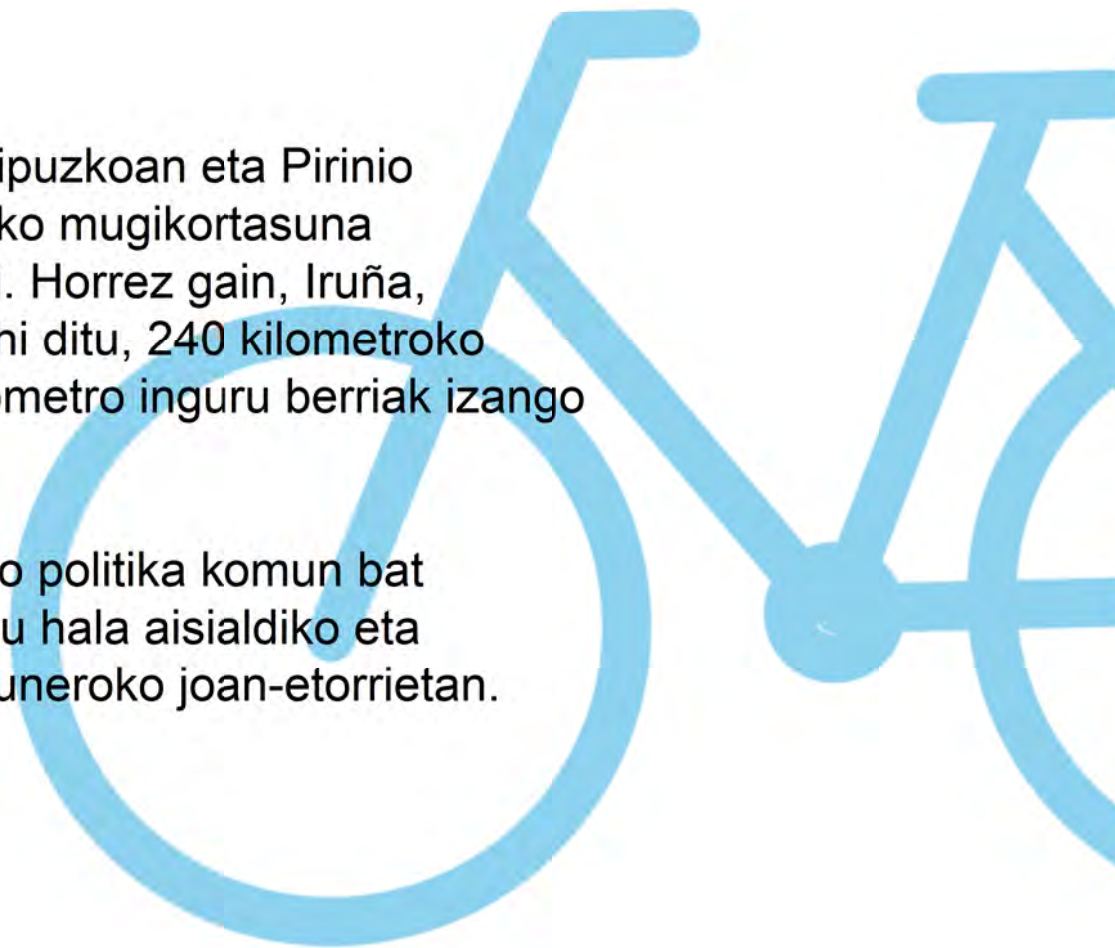 ipuzkoan eta Pirinio
ko mugikortasuna
. Horrez gain, Iruña,
ni ditu, 240 kilometroko
ometro inguru berriak izango
o politika komun bat
u hala aisialdiko eta
uneroko joan-etorrietan.